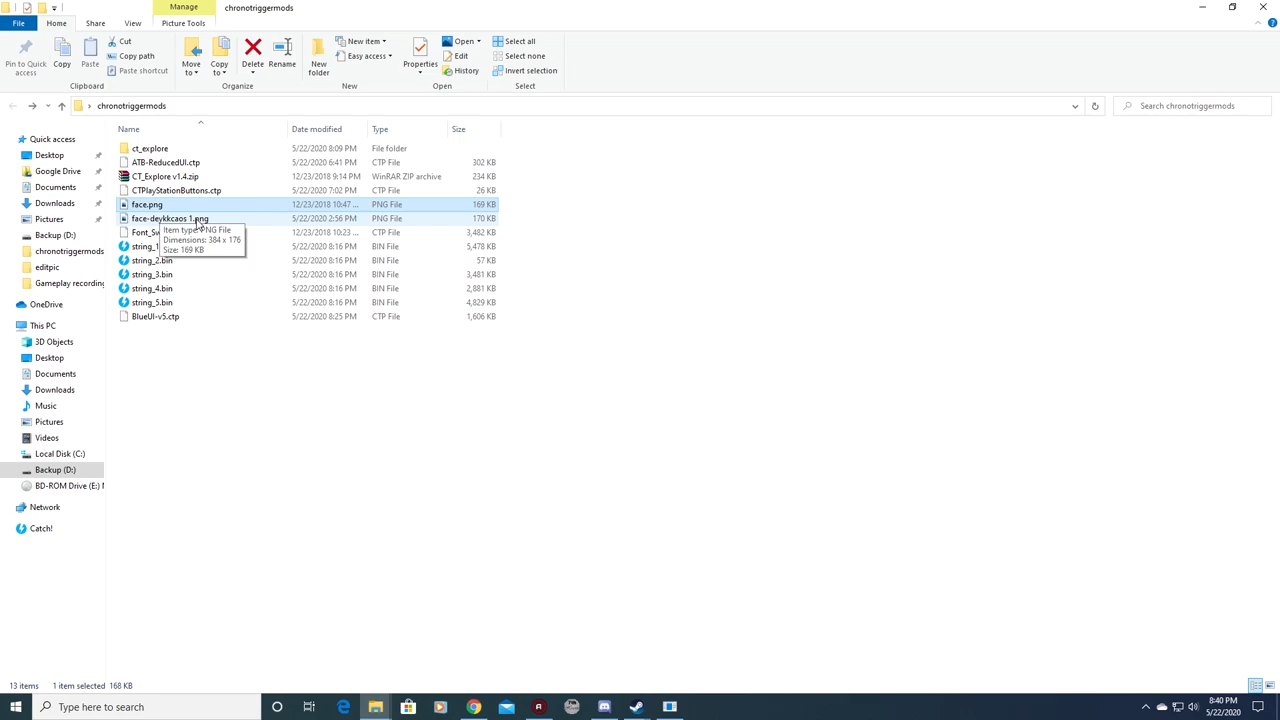 Manage
chronotriggermods
File
Home
Share
View
Picture Tools
Pin to Quick access
Copy
Paste
Cut
Copy path
Paste shortcut
Clipboard
Move to
Copy to
Delete
Rename
Organize
New folder
New item
Easy access
New
Properties
Open
Edit
History
Open
Select all
Select none
Invert selection
Select
chronotriggermods
Search chronotriggermods
Name
Date modified
Type
Size
ct_explore 5/22/2020 8:09 PM File folder
ATB-ReducedUI.ctp 5/22/2020 6:41 PM CTP File 302 KB
CT_Explore v1.4.zip 12/23/2018 9:14 PM WinRAR ZIP archive 234 KB
CTPlayStationButtons.ctp 5/22/2020 7:02 PM CTP File 26 KB
face.png 12/23/2018 10:47 ... PNG File 169 KB
face-deykkcaos 1.png 5/22/2020 2:56 PM PNG File 170 KB
Font_Sw 12/23/2018 10:23 ... CTP File 3,482 KB
string_1 5/22/2020 8:16 PM BIN File 5,478 KB
string_2.bin 5/22/2020 8:16 PM BIN File 57 KB
string_3.bin 5/22/2020 8:16 PM BIN File 3,481 KB
string_4.bin 5/22/2020 8:16 PM BIN File 2,881 KB
string_5.bin 5/22/2020 8:16 PM BIN File 4,829 KB
BlueUI-v5.ctp 5/22/2020 8:25 PM CTP File 1,606 KB
Item type: PNG File
Dimensions: 384 x 176
Size: 169 KB
Quick access
Desktop
Google Drive
Documents
Downloads
Pictures
Backup (D:)
chronotriggermods
editpic
Gameplay recording
OneDrive
This PC
3D Objects
Desktop
Documents
Downloads
Music
Pictures
Videos
Local Disk (C:)
Backup (D:)
BD-ROM Drive (E:) M
Network
Catch!
13 items
1 item selected 168 KB
Type here to search
8:40 PM
5/22/2020